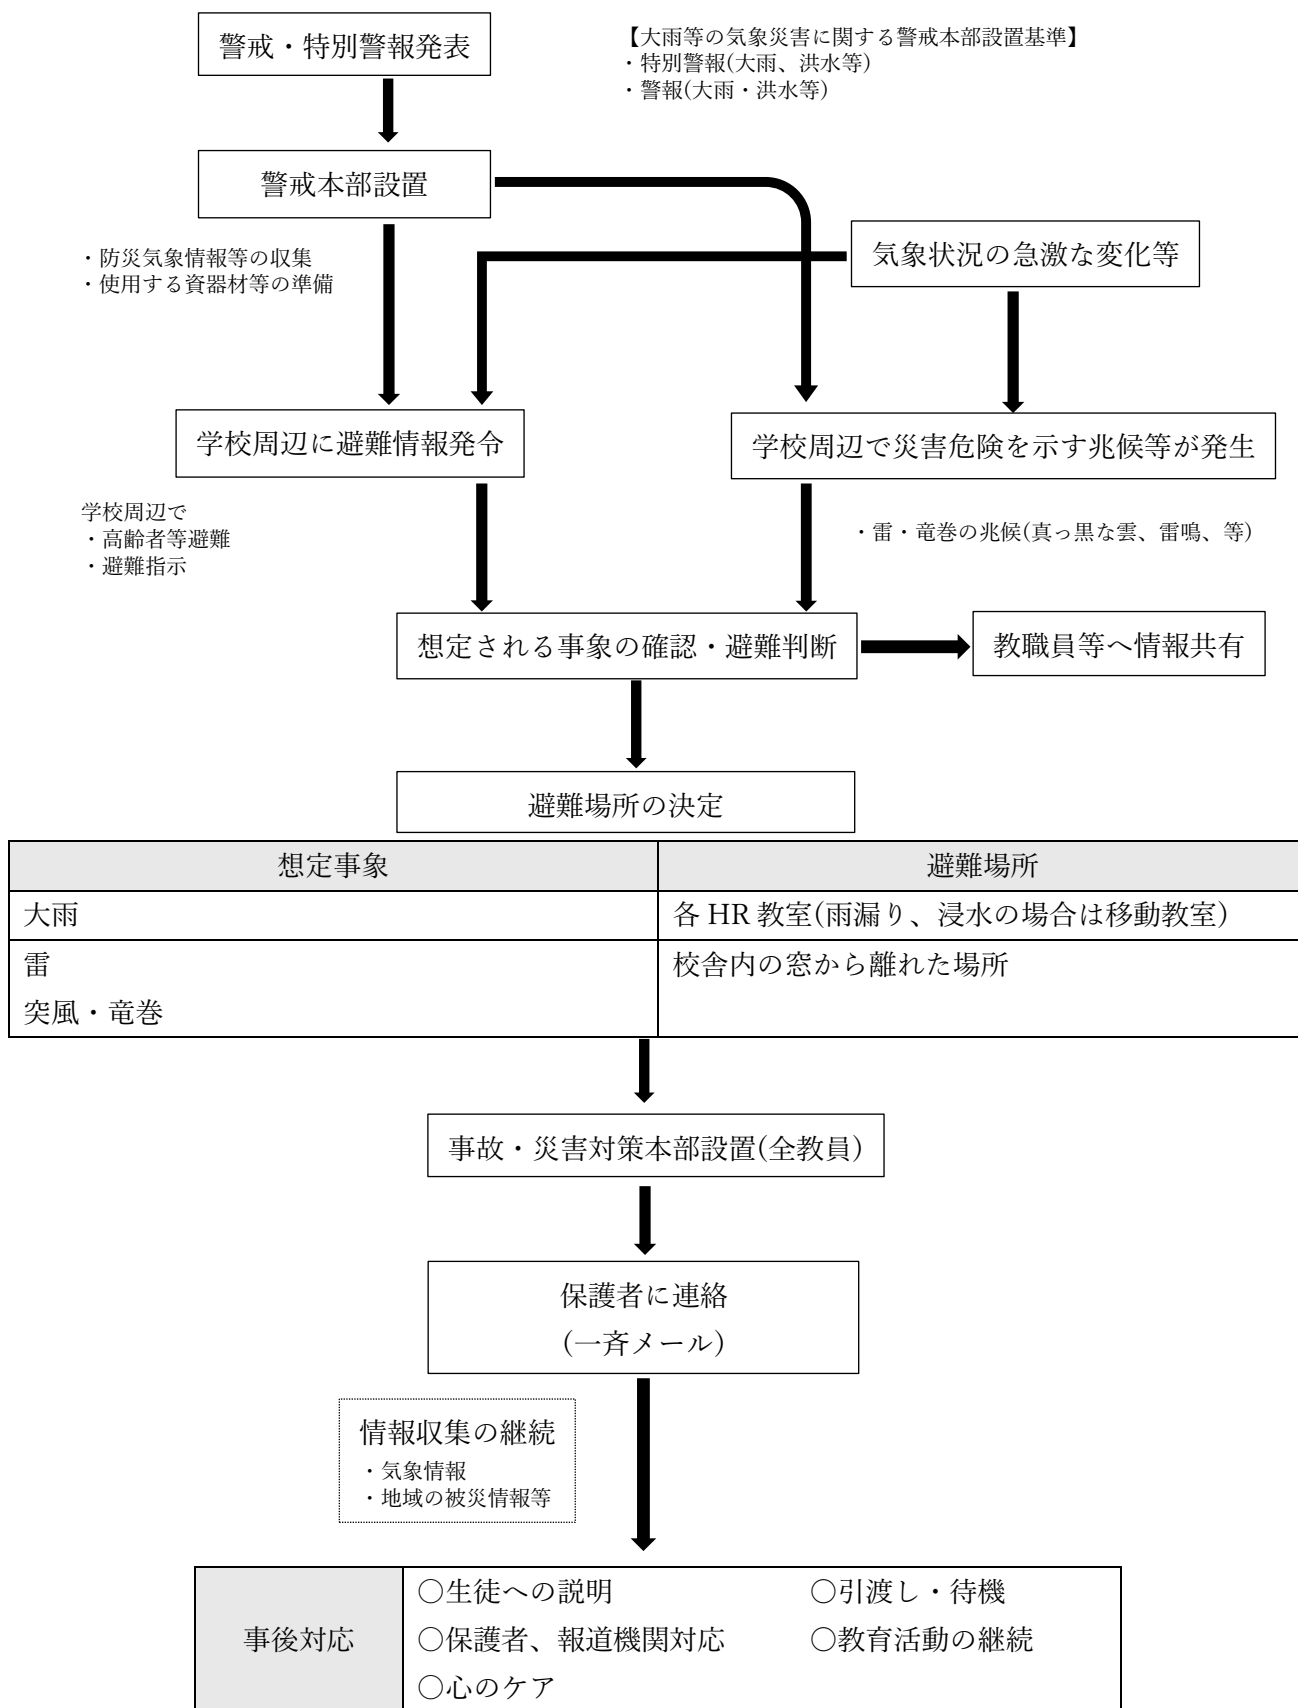 警戒・特別警報発表
【大雨等の気象災害に関する警戒本部設置基準】
・特別警報(大雨、洪水等)
・警報(大雨・洪水等)
警戒本部設置
・防災気象情報等の収集
・使用する資器材等の準備
気象状況の急激な変化等
学校周辺に避難情報発令
学校周辺で災害危険を示す兆候等が発生
学校周辺で
・高齢者等避難
・避難指示
・雷・竜巻の兆候(真っ黒な雲、雷鳴、等)
想定される事象の確認・避難判断
教職員等へ情報共有
避難場所の決定
想定事象 避難場所
大雨 各 HR 教室(雨漏り、浸水の場合は移動教室)
雷 校舎内の窓から離れた場所
突風・竜巻
事故・災害対策本部設置(全教員)
保護者に連絡
(一斉メール)
情報収集の継続
・気象情報
・地域の被災情報等
事後対応
○生徒への説明 ○引渡し・待機
○保護者、報道機関対応 ○教育活動の継続
○心のケア